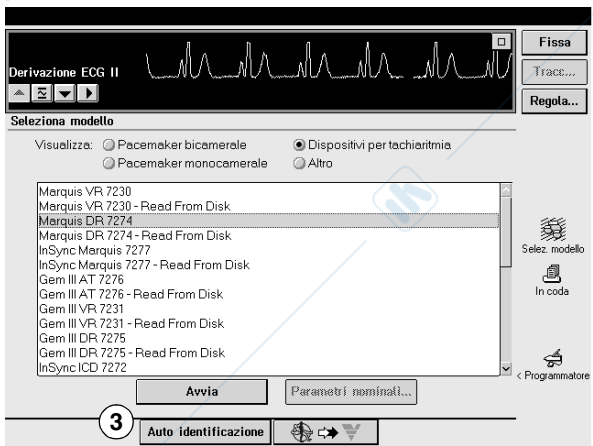 Fissa
Derivazione ECG II
Tracc...
Regola...
Seleziona modello
Visualizza: Pacemaker bicamerale Dispositivi per tachiaritmia
Pacemaker monocamerale Altro
Marquis VR 7230
Marquis VR 7230 - Read From Disk
Marquis DR 7274
Marquis DR 7274 - Read From Disk
InSync Marquis 7277
Marquis 7277 - Read From Disk
Gem III AT 7276
Gem III AT 7276 - Read From Disk
Gem III VR 7231
Gem III VR 7231 - Read From Disk
Gem III DR 7275
Gem III DR 7275 - Read From Disk
InSync ICD 7272
Selez. modello
In coda
< Programmatore
Avvia Parametri nominali...
3 Auto identificazione